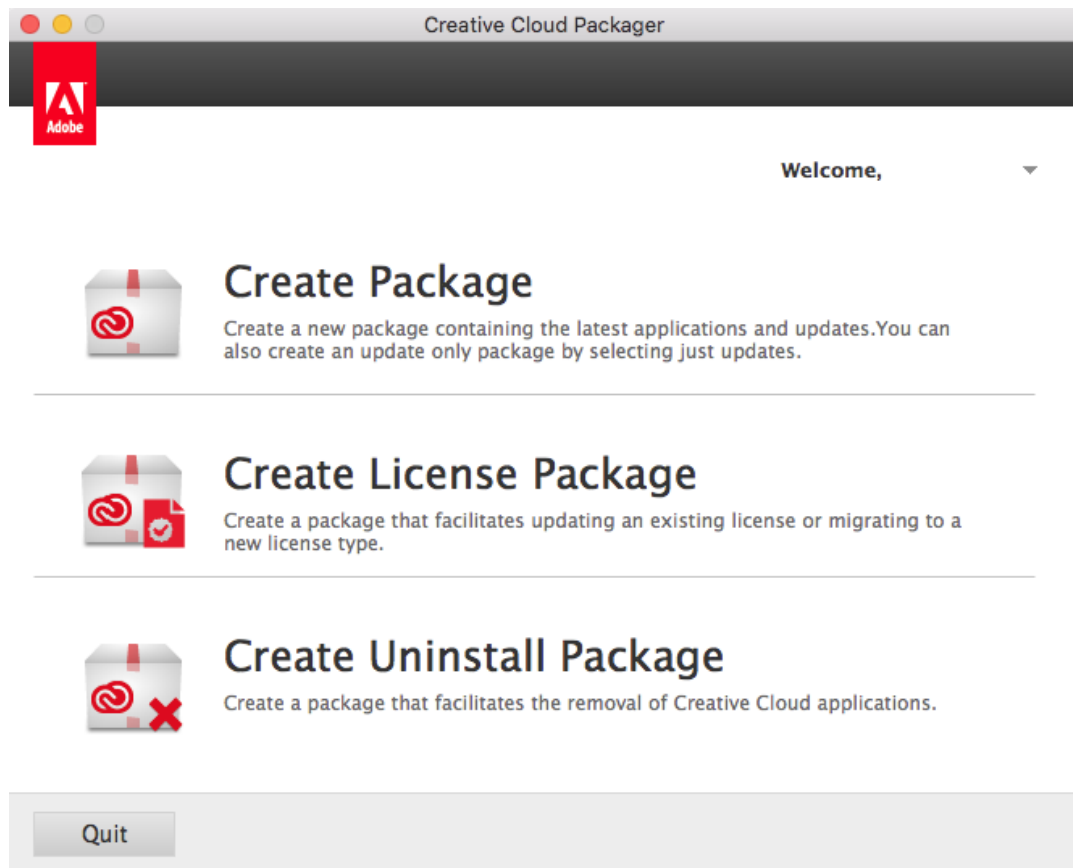 Creative Cloud Packager
Adobe
Welcome,
Create Package
Create a new package containing the latest applications and updates.You can
also create an update only package by selecting just updates.
Create License Package
Create a package that facilitates updating an existing license or migrating to a
new license type.
Create Uninstall Package
Create a package that facilitates the removal of Creative Cloud applications.
Quit